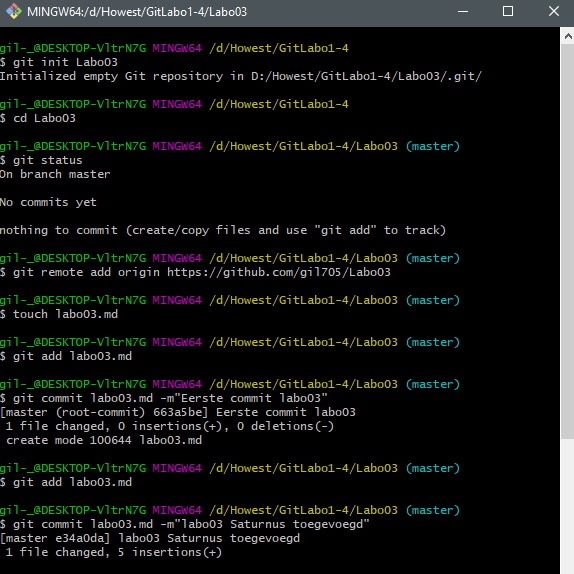 MINGW64:/d/Howest/GitLabo1-4/Labo03
gil-_@DESKTOP-VltrN7G MINGW64 /d/Howest/GitLabo1-4
$ git init Labo03
Initialized empty Git repository in D:/Howest/GitLabo1-4/Labo03/.git/
gil-_@DESKTOP-VltrN7G MINGW64 /d/Howest/GitLabo1-4
$ cd Labo03
gil-_@DESKTOP-VltrN7G MINGW64 /d/Howest/GitLabo1-4/Labo03 (master)
$ git status
On branch master
No commits yet
nothing to commit (create/copy files and use "git add" to track)
gil-_@DESKTOP-VltrN7G MINGW64 /d/Howest/GitLabo1-4/Labo03 (master)
$ git remote add origin https://github.com/gil705/Labo03
gil-_@DESKTOP-VltrN7G MINGW64 /d/Howest/GitLabo1-4/Labo03 (master)
$ touch labo03.md
gil-_@DESKTOP-VltrN7G MINGW64 /d/Howest/GitLabo1-4/Labo03 (master)
$ git add labo03.md
gil-_@DESKTOP-VltrN7G MINGW64 /d/Howest/GitLabo1-4/Labo03 (master)
$ git commit labo03.md -m"Eerste commit labo03"
[master (root-commit) 663a5be] Eerste commit labo03
1 file changed, 0 insertions(+), 0 deletions(-)
create mode 100644 labo03.md
gil-_@DESKTOP-VltrN7G MINGW64 /d/Howest/GitLabo1-4/Labo03 (master)
$ git add labo03.md
gil-_@DESKTOP-VltrN7G MINGW64 /d/Howest/GitLabo1-4/Labo03 (master)
$ git commit labo03.md -m"labo03 Saturnus toegevoegd"
[master e34a0da] labo03 Saturnus toegevoegd
1 file changed, 5 insertions(+)